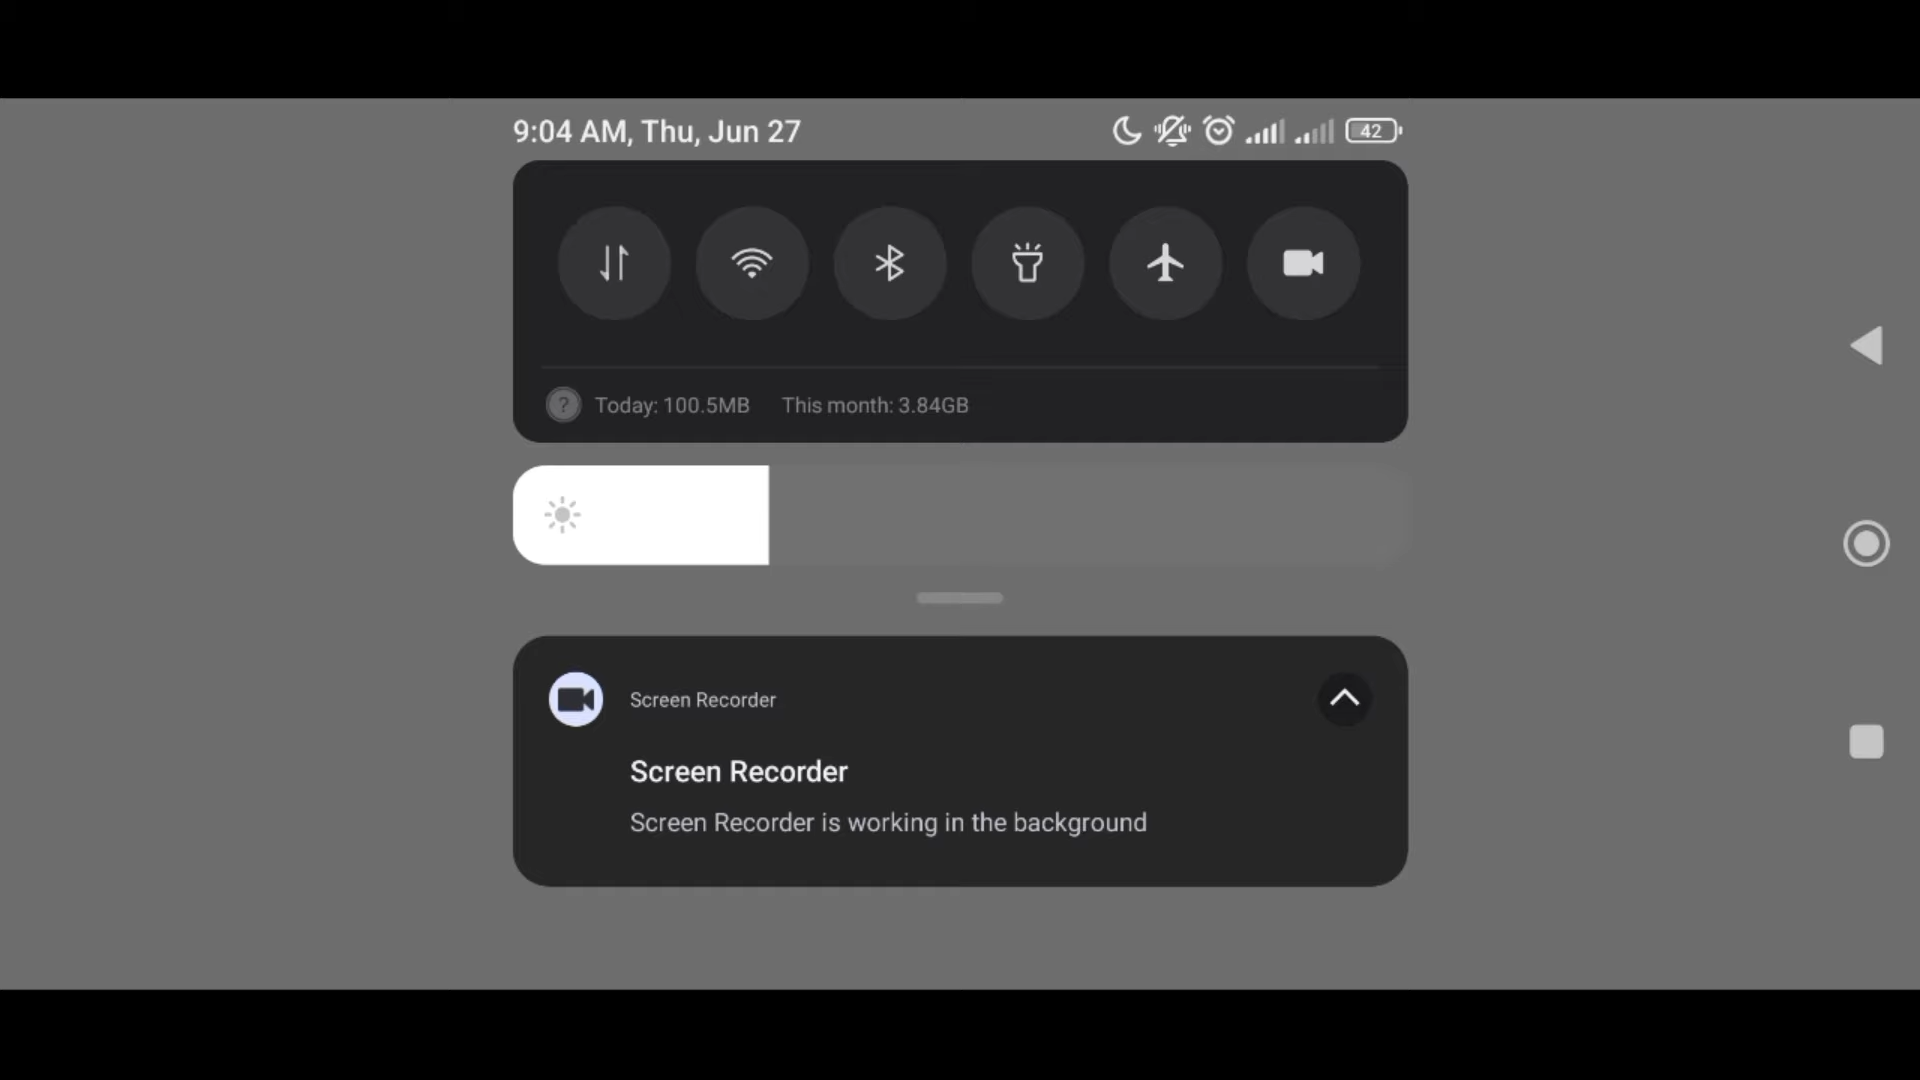 9:04 AM, Thu, Jun 27 42
? Today: 100.5MB This month: 3.84GB
Screen Recorder
Screen Recorder
Screen Recorder is working in the background